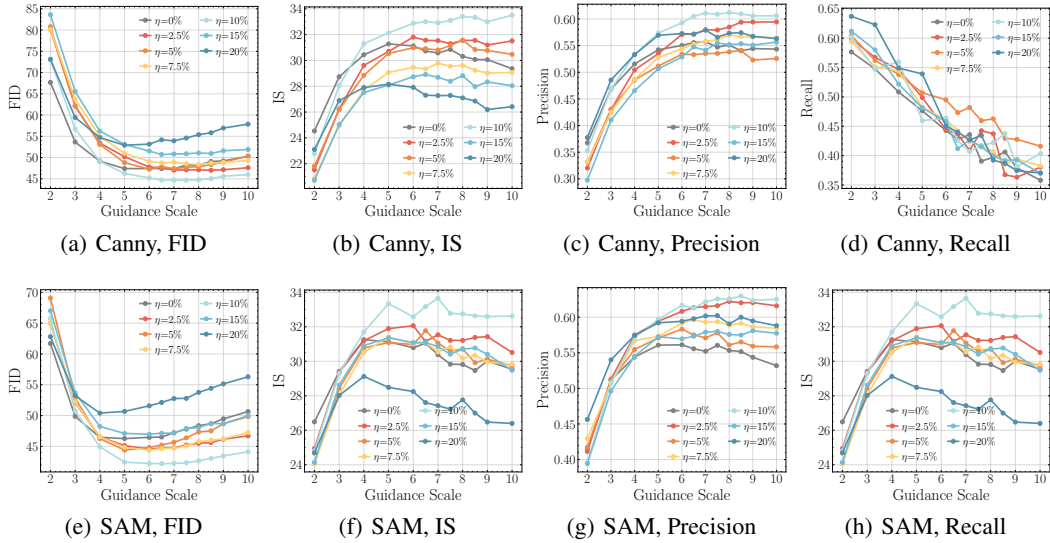 85
80
75
70
65
60
55
50
45
FID
2 3 4 5 6 7 8 9 10
Guidance Scale
η=0%
η=2.5%
η=5%
η=7.5%
η=10%
η=15%
η=20%
(a) Canny, FID
34
32
30
28
26
24
22
IS
2 3 4 5 6 7 8 9 10
Guidance Scale
η=0%
η=2.5%
η=5%
η=7.5%
η=10%
η=15%
η=20%
(b) Canny, IS
0.60
0.55
0.50
0.45
0.40
0.35
0.30
Precision
2 3 4 5 6 7 8 9 10
Guidance Scale
η=0%
η=2.5%
η=5%
η=7.5%
η=10%
η=15%
η=20%
(c) Canny, Precision
0.65
0.60
0.55
0.50
0.45
0.40
0.35
Recall
2 3 4 5 6 7 8 9 10
Guidance Scale
η=0%
η=2.5%
η=5%
η=7.5%
η=10%
η=15%
η=20%
(d) Canny, Recall
70
65
60
55
50
45
FID
2 3 4 5 6 7 8 9 10
Guidance Scale
η=0%
η=2.5%
η=5%
η=7.5%
η=10%
η=15%
η=20%
(e) SAM, FID
34
32
30
28
26
24
IS
2 3 4 5 6 7 8 9 10
Guidance Scale
η=0%
η=2.5%
η=5%
η=7.5%
η=10%
η=15%
η=20%
(f) SAM, IS
0.60
0.55
0.50
0.45
0.40
Precision
2 3 4 5 6 7 8 9 10
Guidance Scale
η=0%
η=2.5%
η=5%
η=7.5%
η=10%
η=15%
η=20%
(g) SAM, Precision
34
32
30
28
26
24
IS
2 3 4 5 6 7 8 9 10
Guidance Scale
η=0%
η=2.5%
η=5%
η=7.5%
η=10%
η=15%
η=20%
(h) SAM, Recall